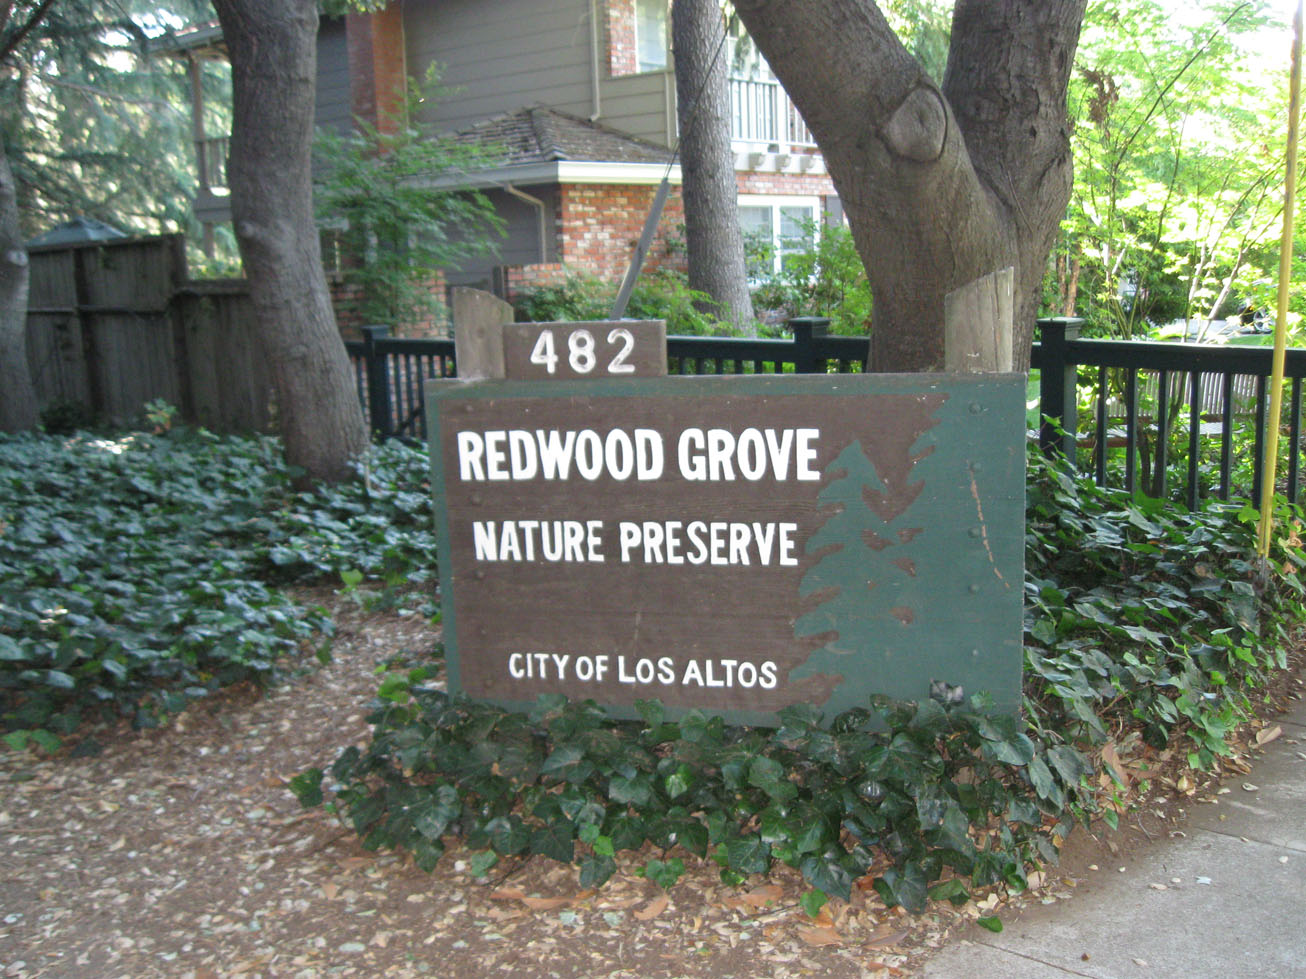 482
REDWOOD GROVE
NATURE PRESERVE
CITY OF LOS ALTOS